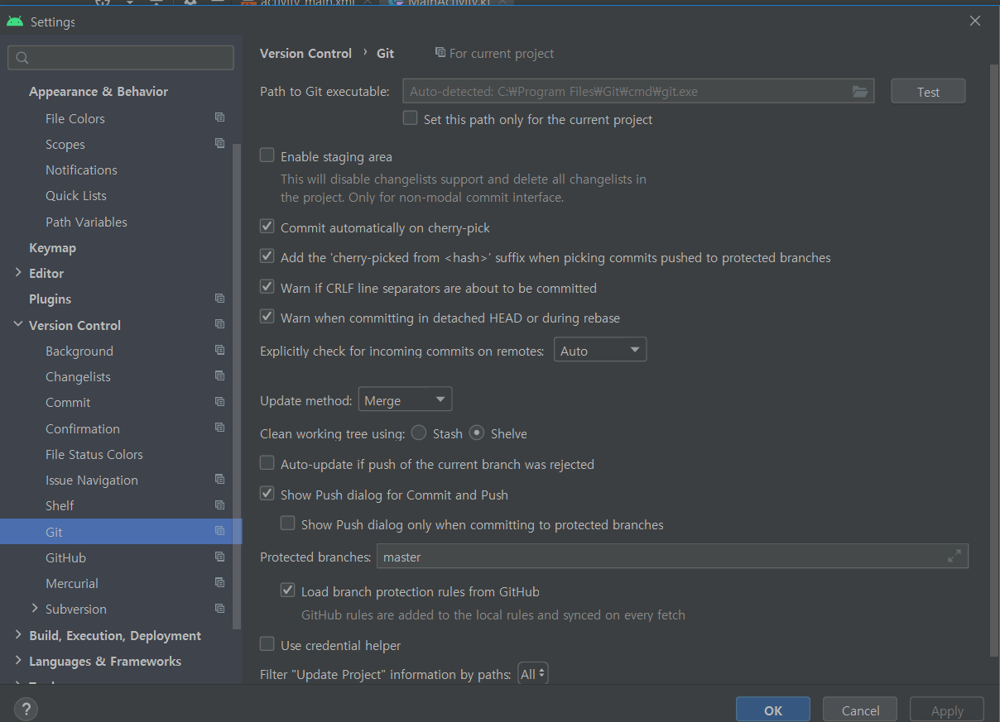 activity_main.xml
MainActivity.kt
Settings
Appearance & Behavior
File Colors
Scopes
Notifications
Quick Lists
Path Variables
Keymap
Editor
Plugins
Version Control
Background
Changelists
Commit
Confirmation
File Status Colors
Issue Navigation
Shelf
Git
GitHub
Mercurial
Subversion
Build, Execution, Deployment
Languages & Frameworks
?
Version Control › Git
For current project
Path to Git executable: Auto-detected: C:₩Program Files₩Git₩cmd₩git.exe Test
Set this path only for the current project
Enable staging area
This will disable changelists support and delete all changelists in
the project. Only for non-modal commit interface.
Commit automatically on cherry-pick
Add the 'cherry-picked from <hash>' suffix when picking commits pushed to protected branches
Warn if CRLF line separators are about to be committed
Warn when committing in detached HEAD or during rebase
Explicitly check for incoming commits on remotes: Auto
Update method: Merge
Clean working tree using: Stash Shelve
Auto-update if push of the current branch was rejected
Show Push dialog for Commit and Push
Show Push dialog only when committing to protected branches
Protected branches: master
Load branch protection rules from GitHub
GitHub rules are added to the local rules and synced on every fetch
Use credential helper
Filter "Update Project" information by paths: All
OK Cancel Apply